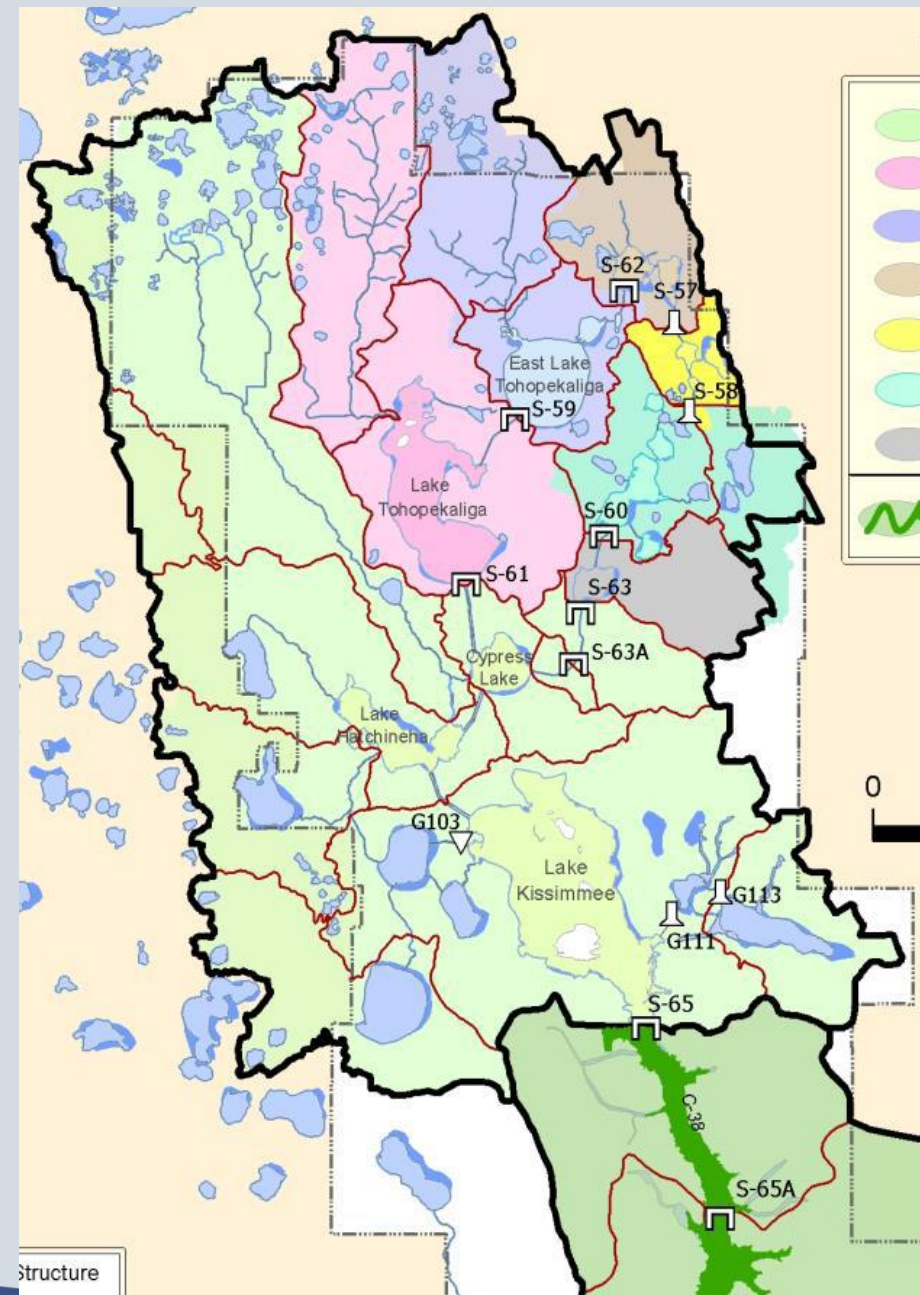 S-62
S-57
East Lake
Tohopekaliga
S-58
S-59
Lake
Tohopekaliga
S-60
S-61
S-63
Cypress
Lake
S-63A
Lake
Hatchineha
0
G103
Lake
Kissimmee
G113
G111
S-65
C-38
S-65A
Structure